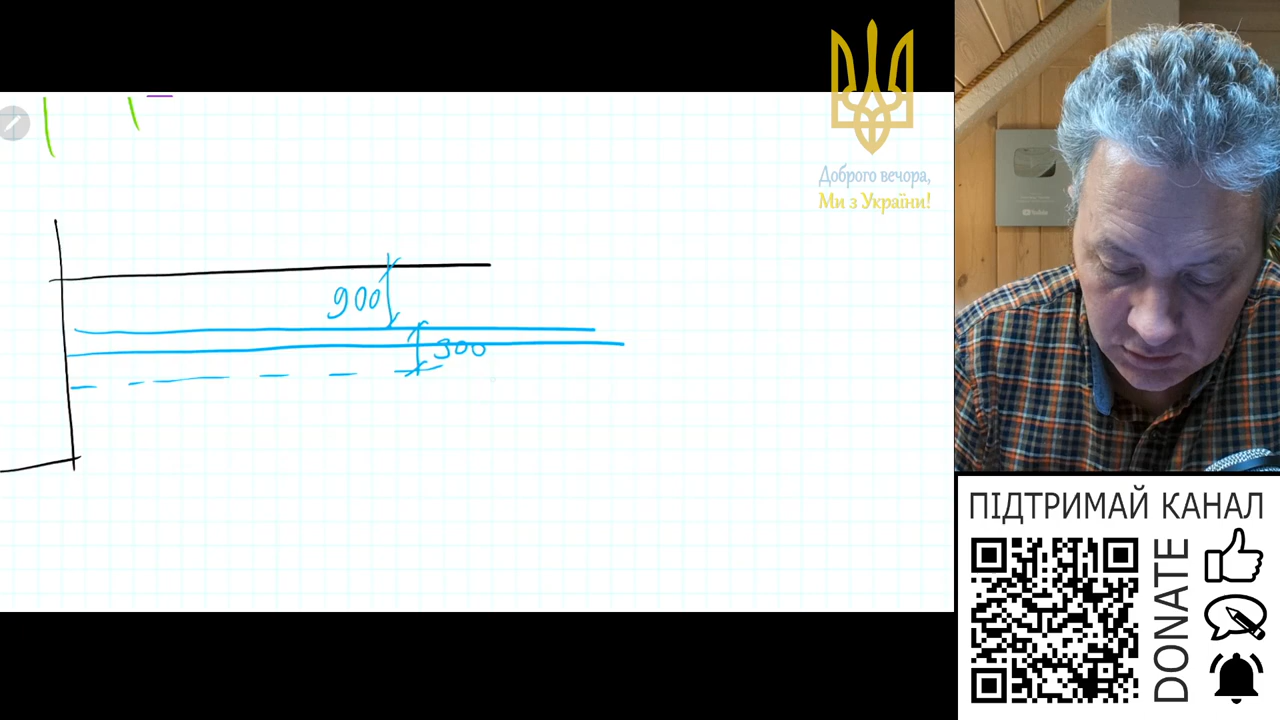 Доброго вечора,
Ми з України!
900
300
ПІДТРИМАЙ КАНАЛ
DONATE